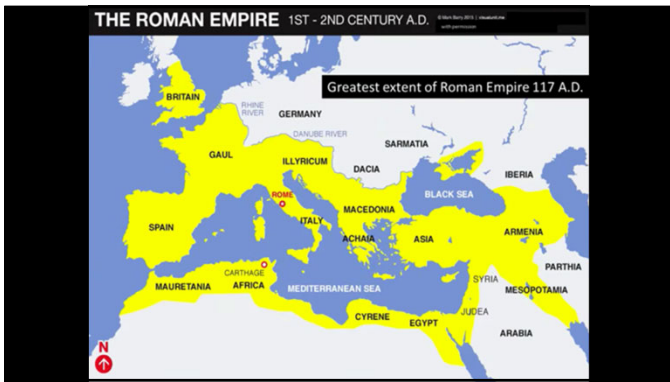 THE ROMAN EMPIRE 1ST - 2ND CENTURY A.D.
with permission
Greatest extent of Roman Empire 117 A.D.
BRITAIN
RHINE
RIVER
GERMANY
DANUBE RIVER
SARMATIA
GAUL
ILLYRICUM
DACIA
IBERIA
BLACK SEA
ROME
MACEDONIA
SPAIN
ITALY
ACHAIA
ASIA
ARMENIA
CARTHAGE
PARTHIA
MAURETANIA
AFRICA
MEDITERRANEAN SEA
SYRIA
MESOPOTAMIA
JUDEA
CYRENE
EGYPT
ARABIA
N